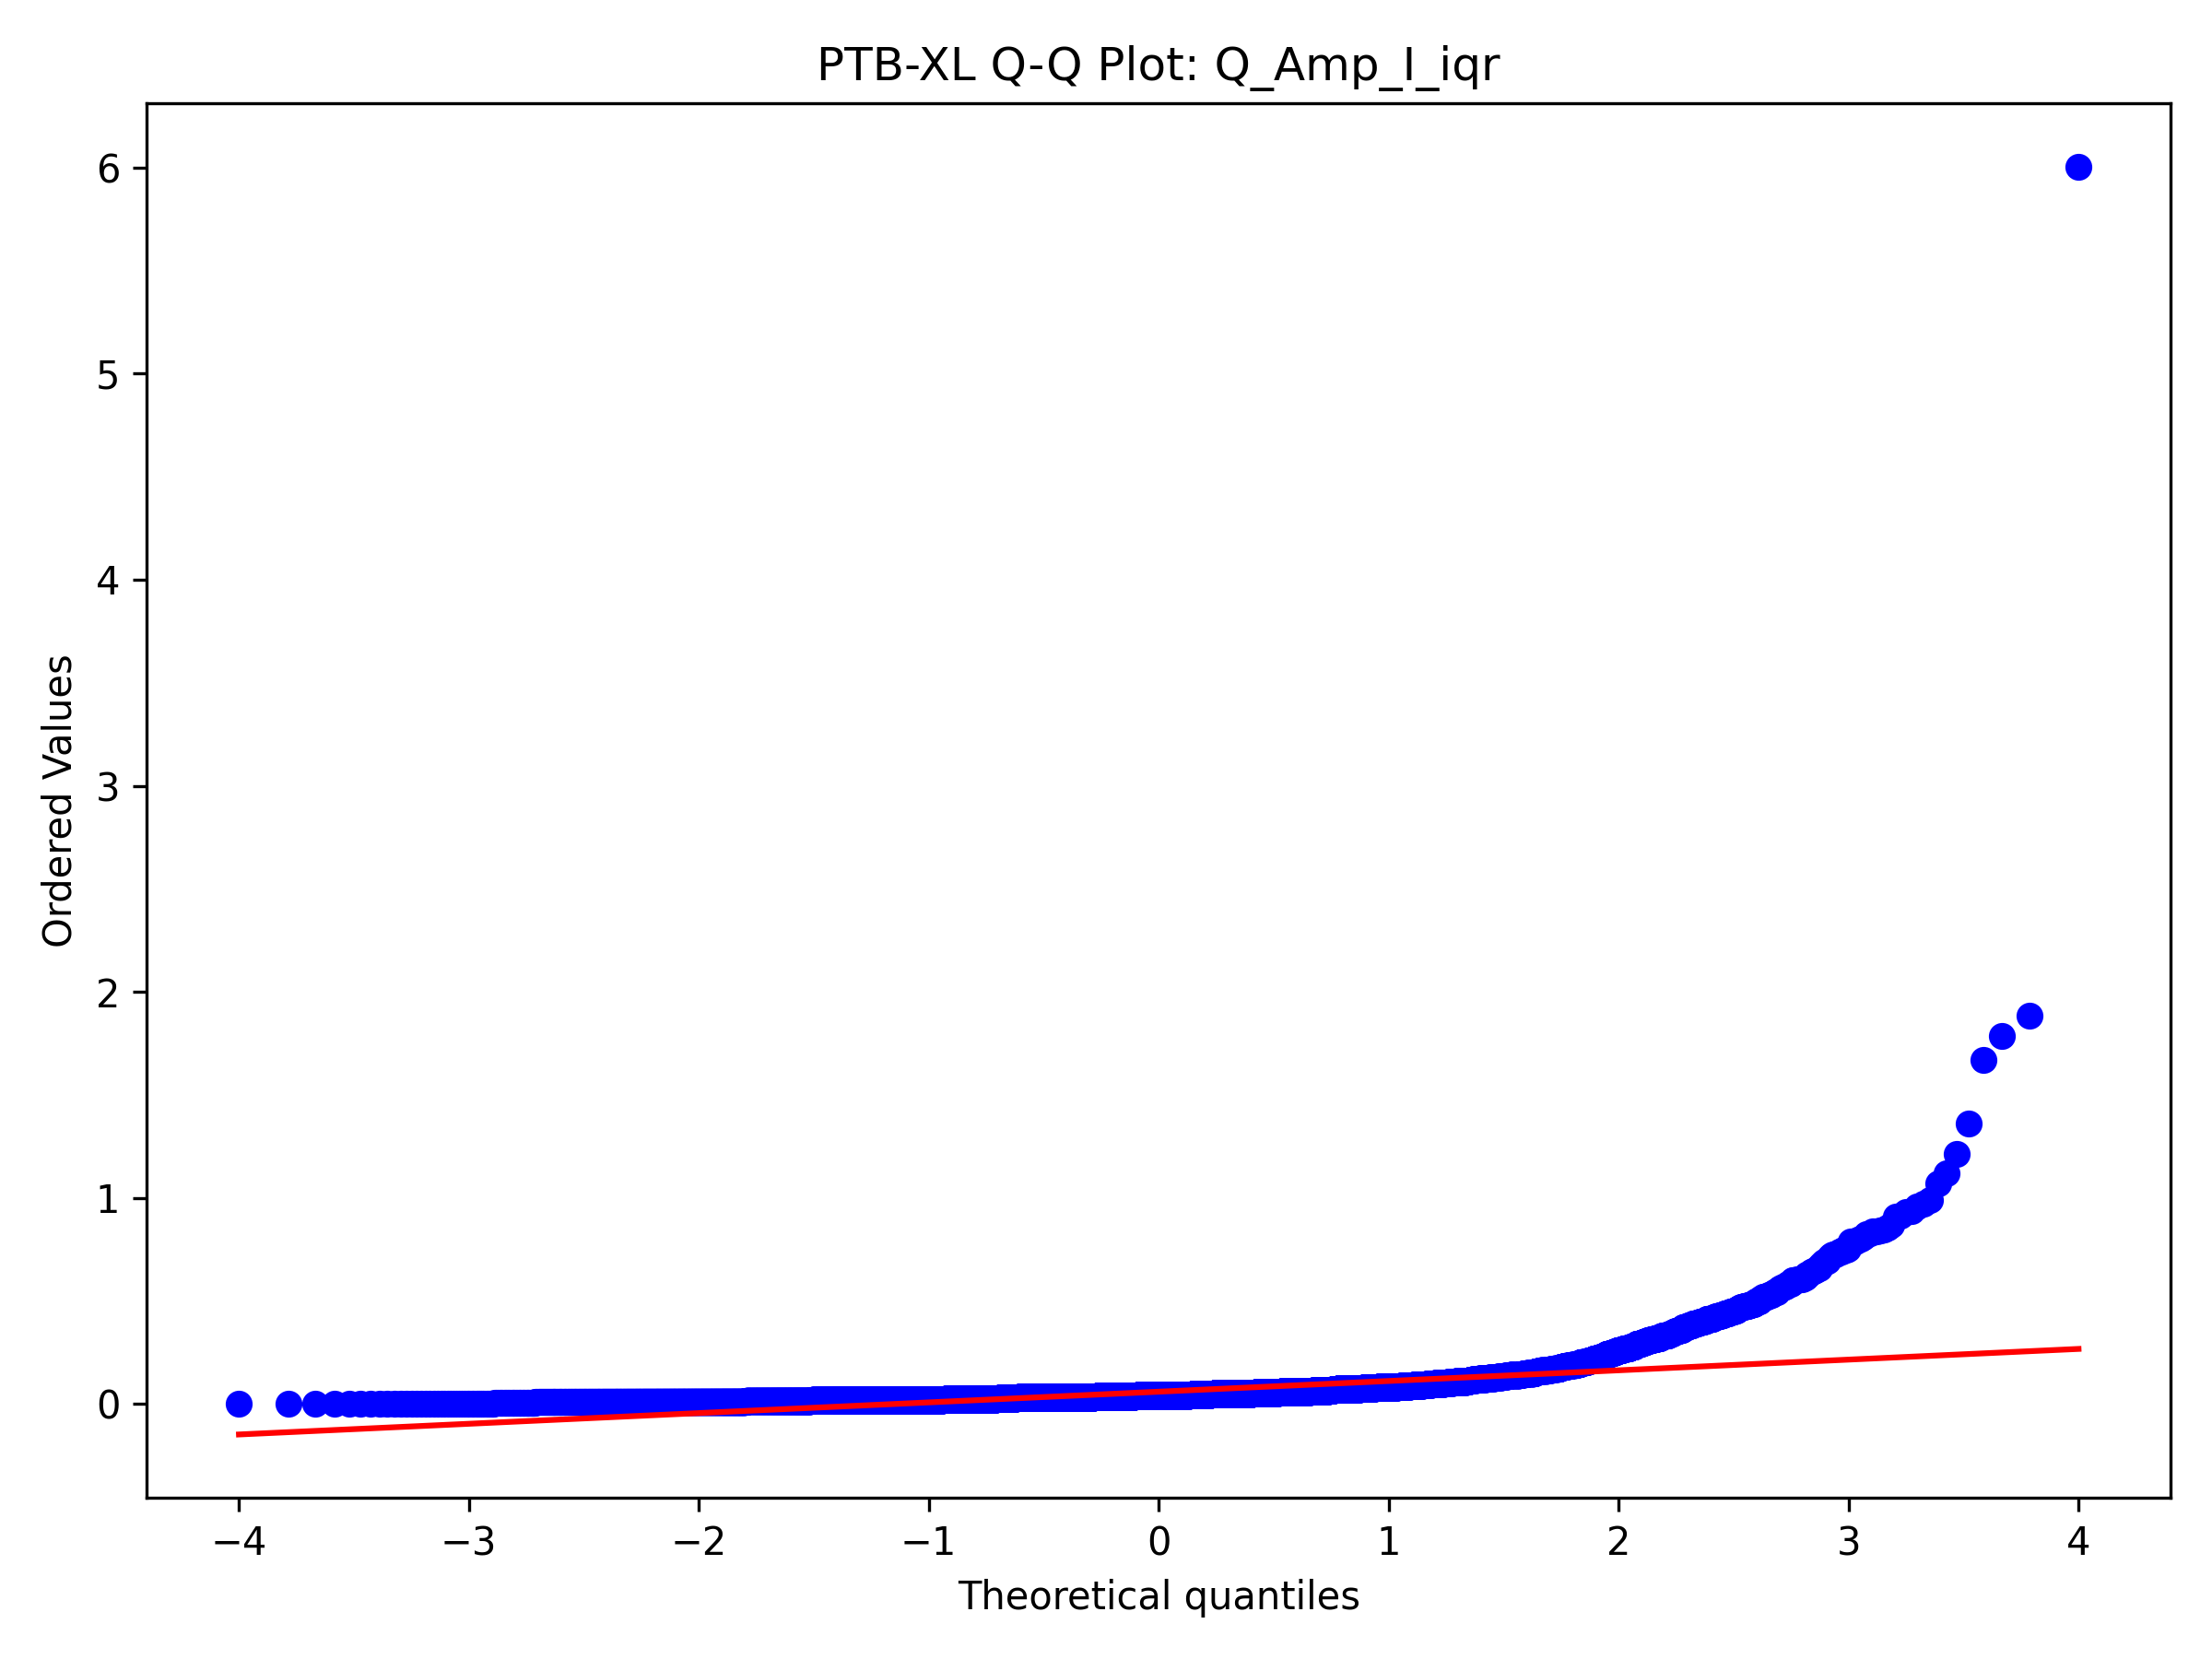 PTB-XL Q-Q Plot: Q_Amp_I_iqr
6
5
4
3
2
1
0
Ordered Values
−4 −3 −2 −1 0 1 2 3 4
Theoretical quantiles